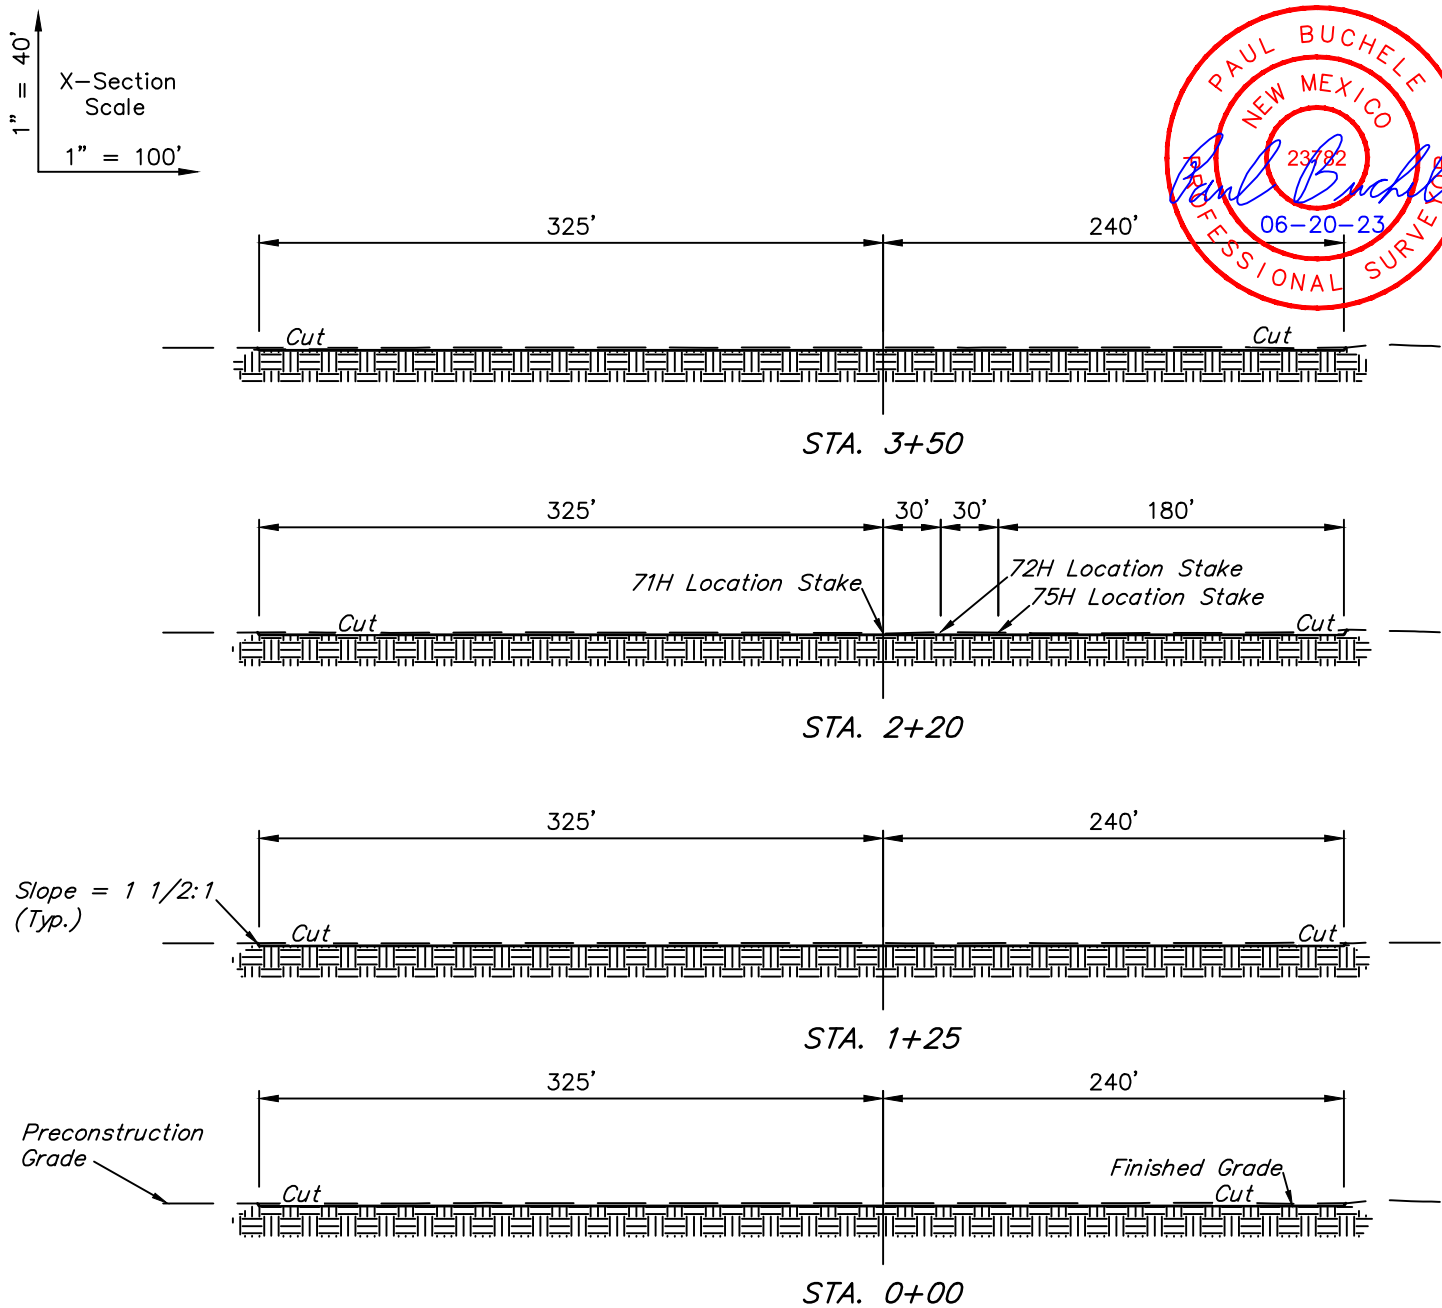 1" = 40'
X-Section
Scale
1" = 100'
PAUL BUCHELE
NEW MEXICO
23782
PROFESSIONAL SURVEYOR
Paul Buchele
06-20-23
325'
240'
Cut
Cut
STA. 3+50
325'
30'
30'
180'
71H Location Stake
72H Location Stake
75H Location Stake
Cut
Cut
STA. 2+20
325'
240'
Slope = 1 1/2:1
(Typ.)
Cut
Cut
STA. 1+25
325'
240'
Preconstruction
Grade
Finished Grade
Cut
Cut
STA. 0+00